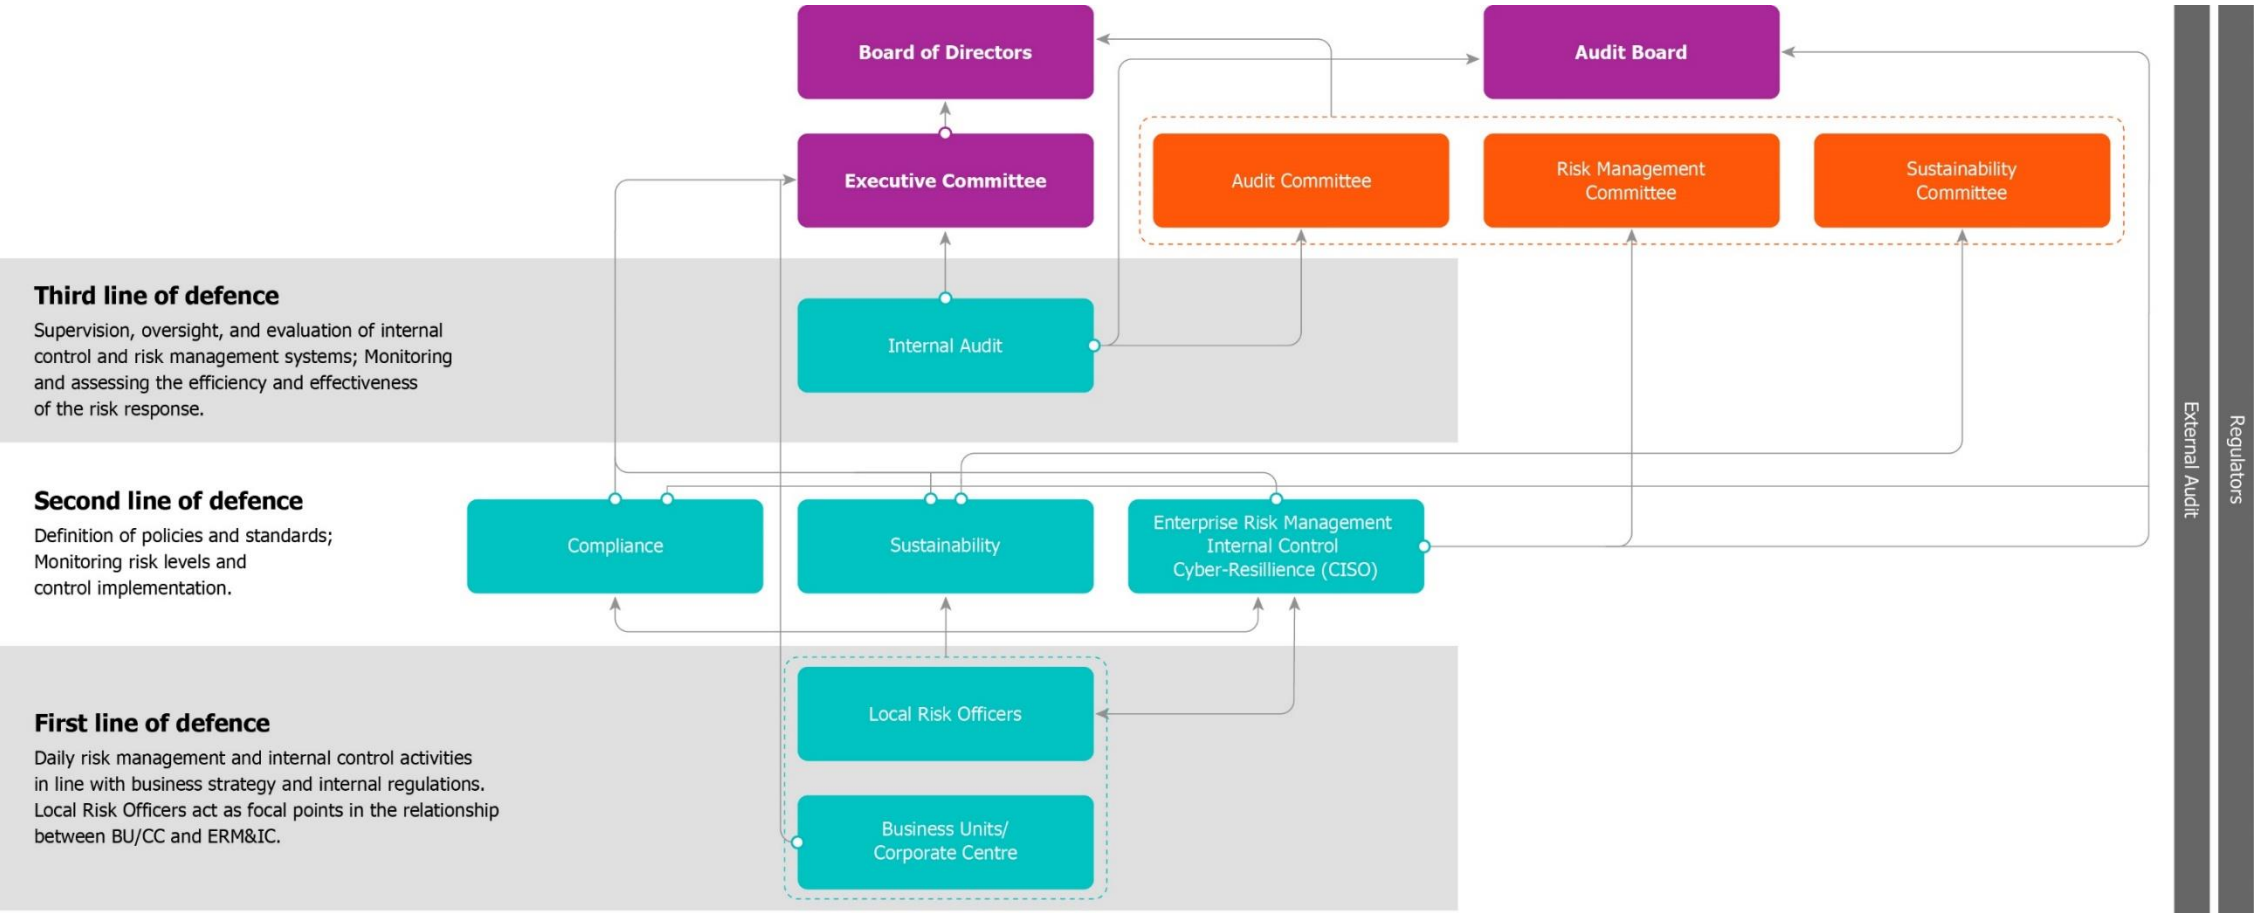 Board of Directors
Audit Board
Executive Committee
Audit Committee
Risk Management
Committee
Sustainability
Committee
Third line of defence
Supervision, oversight, and evaluation of internal
control and risk management systems; Monitoring
and assessing the efficiency and effectiveness
of the risk response.
Internal Audit
Second line of defence
Definition of policies and standards;
Monitoring risk levels and
control implementation.
Compliance
Sustainability
Enterprise Risk Management
Internal Control
Cyber-Resillience (CISO)
First line of defence
Daily risk management and internal control activities
in line with business strategy and internal regulations.
Local Risk Officers act as focal points in the relationship
between BU/CC and ERM&IC.
Local Risk Officers
Business Units/
Corporate Centre
External Audit
Regulators